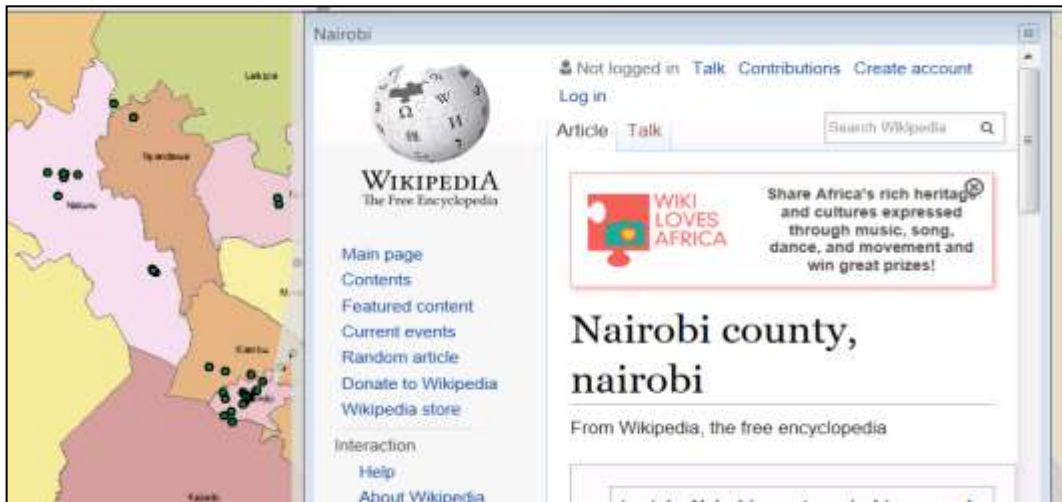 Nairobi
Laikipia
Nyandarua
Nakuru
Kiambu
Kajiado
WIKIPEDIA
The Free Encyclopedia
Main page
Contents
Featured content
Current events
Random article
Donate to Wikipedia
Wikipedia store
Interaction
Help
About Wikipedia
Not logged in Talk Contributions Create account
Log in
Article Talk
Search Wikipedia
WIKI
LOVES
AFRICA
Share Africa's rich heritage
and cultures expressed
through music, song,
dance, and movement and
win great prizes!
Nairobi county,
nairobi
From Wikipedia, the free encyclopedia